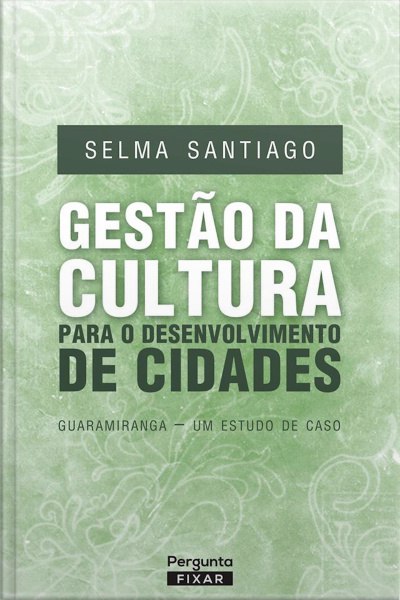 SELMA SANTIAGO
GESTÃO DA
CULTURA
PARA O DESENVOLVIMENTO
DE CIDADES
GUARAMIRANGA – UM ESTUDO DE CASO
Pergunta
FIXAR